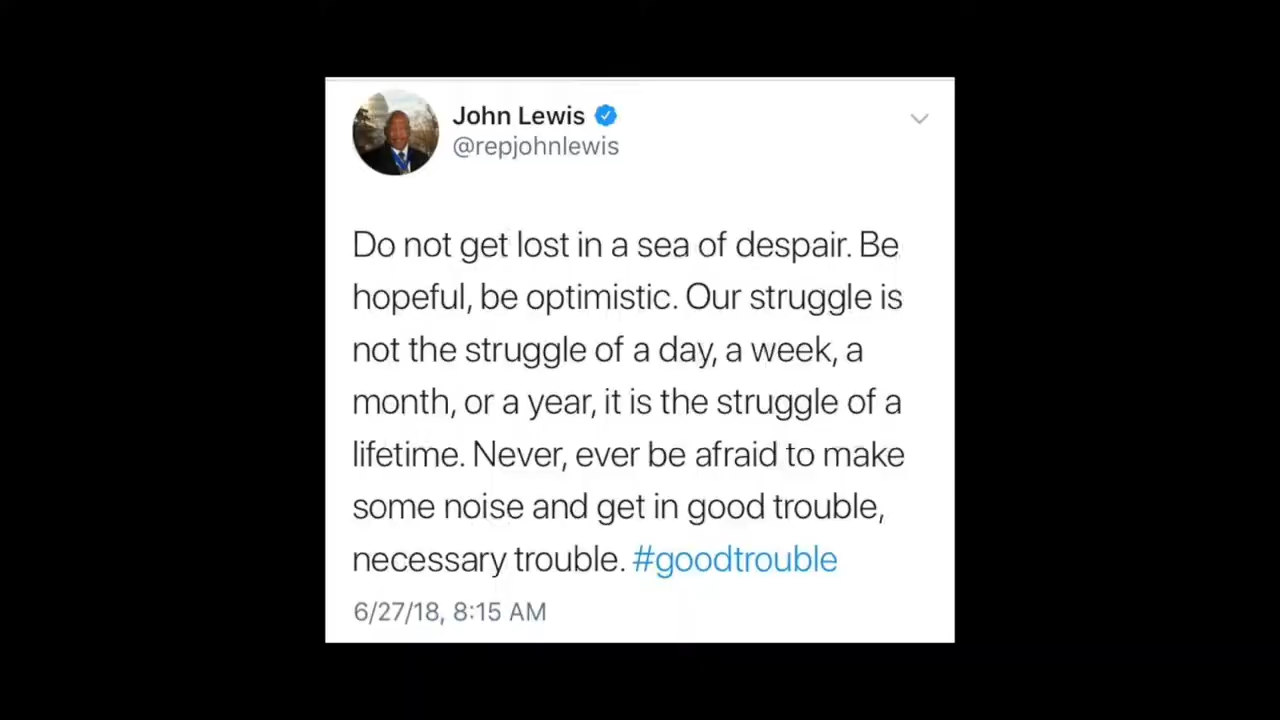 John Lewis
@repjohnlewis
Do not get lost in a sea of despair. Be
hopeful, be optimistic. Our struggle is
not the struggle of a day, a week, a
month, or a year, it is the struggle of a
lifetime. Never, ever be afraid to make
some noise and get in good trouble,
necessary trouble. #goodtrouble
6/27/18, 8:15 AM